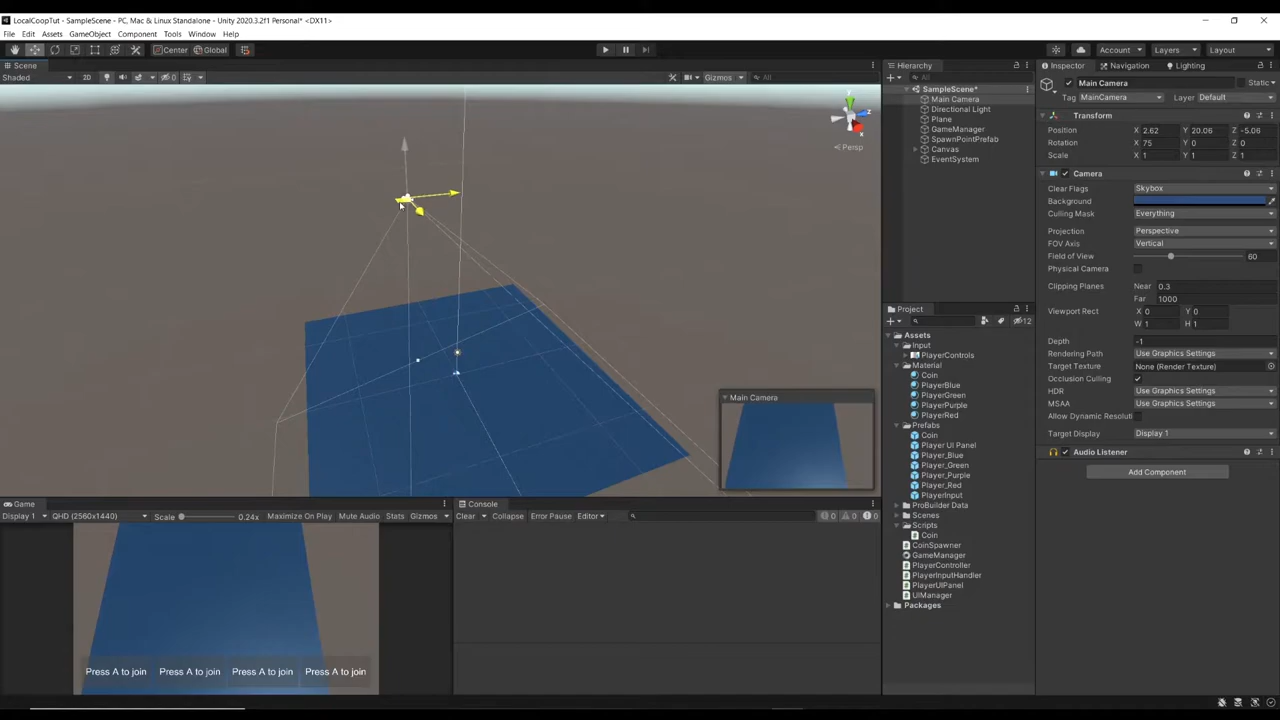 LocalCoopTut - SampleScene - PC, Mac & Linux Standalone - Unity 2020.3.2f1 Personal* <DX11>
File Edit Assets GameObject Component Tools Window Help
Center Global
Account Layers Layout
Scene
Shaded 2D 0 Gizmos All
y z x
Persp
Main Camera
Game
Display 1 QHD (2560x1440) Scale 0.24x Maximize On Play Mute Audio Stats Gizmos
Press A to join Press A to join Press A to join Press A to join
Console
Clear Collapse Error Pause Editor 0 0 0
Hierarchy
All
SampleScene*
Main Camera
Directional Light
Plane
GameManager
SpawnPointPrefab
Canvas
EventSystem
Project
12
Assets
Input
PlayerControls
Material
Coin
PlayerBlue
PlayerGreen
PlayerPurple
PlayerRed
Prefabs
Coin
Player UI Panel
Player_Blue
Player_Green
Player_Purple
Player_Red
PlayerInput
ProBuilder Data
Scenes
Scripts
Coin
CoinSpawner
GameManager
PlayerController
PlayerInputHandler
PlayerUIPanel
UIManager
Packages
Inspector Navigation Lighting
Main Camera Static
Tag MainCamera Layer Default
Transform
Position X 2.62 Y 20.06 Z -5.06
Rotation X 75 Y 0 Z 0
Scale X 1 Y 1 Z 1
Camera
Clear Flags Skybox
Background
Culling Mask Everything
Projection Perspective
FOV Axis Vertical
Field of View 60
Physical Camera
Clipping Planes Near 0.3
Far 1000
Viewport Rect X 0 Y 0
W 1 H 1
Depth -1
Rendering Path Use Graphics Settings
Target Texture None (Render Texture)
Occlusion Culling
HDR Use Graphics Settings
MSAA Use Graphics Settings
Allow Dynamic Resoluti
Target Display Display 1
Audio Listener
Add Component